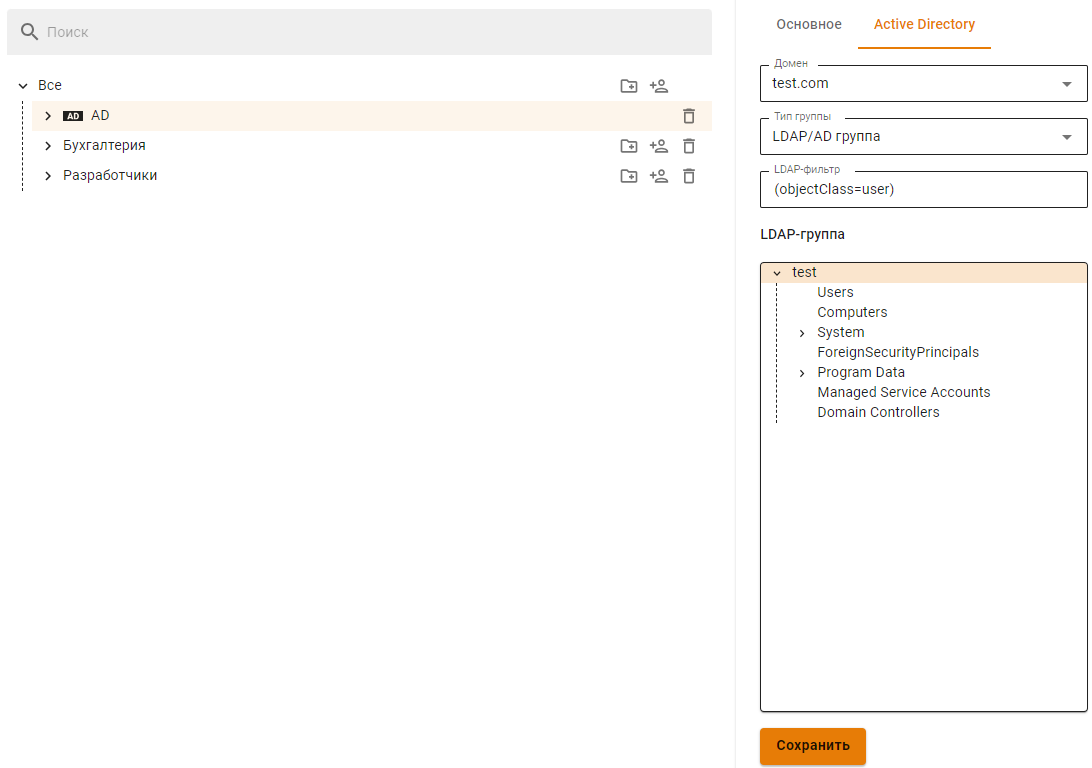 Поиск
Все
AD AD
Бухгалтерия
Разработчики
Основное Active Directory
Домен
test.com
Тип группы
LDAP/AD группа
LDAP-фильтр
(objectClass=user)
LDAP-группа
test
Users
Computers
System
ForeignSecurityPrincipals
Program Data
Managed Service Accounts
Domain Controllers
Сохранить